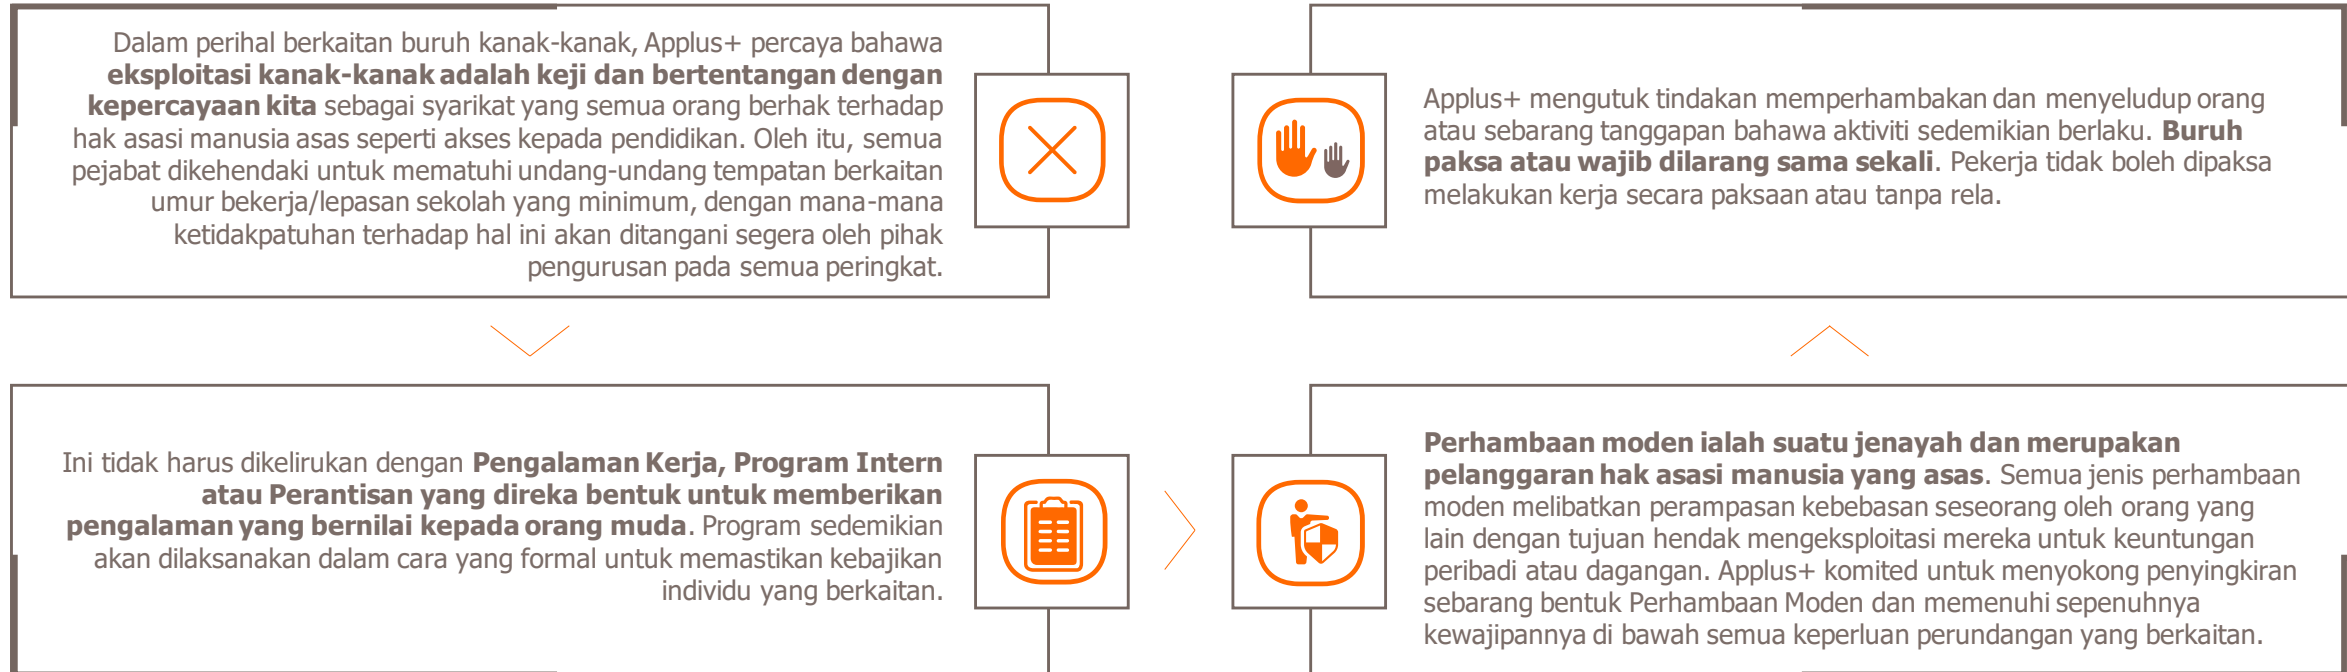 Dalam perihal berkaitan buruh kanak-kanak, Applus+ percaya bahawa
eksploitasi kanak-kanak adalah keji dan bertentangan dengan
kepercayaan kita sebagai syarikat yang semua orang berhak terhadap
hak asasi manusia asas seperti akses kepada pendidikan. Oleh itu, semua
pejabat dikehendaki untuk mematuhi undang-undang tempatan berkaitan
umur bekerja/lepasan sekolah yang minimum, dengan mana-mana
ketidakpatuhan terhadap hal ini akan ditangani segera oleh pihak
pengurusan pada semua peringkat.
Ini tidak harus dikelirukan dengan Pengalaman Kerja, Program Intern
atau Perantisan yang direka bentuk untuk memberikan
pengalaman yang bernilai kepada orang muda. Program sedemikian
akan dilaksanakan dalam cara yang formal untuk memastikan kebajikan
individu yang berkaitan.
Perhambaan moden ialah suatu jenayah dan merupakan
pelanggaran hak asasi manusia yang asas. Semua jenis perhambaan
moden melibatkan perampasan kebebasan seseorang oleh orang yang
lain dengan tujuan hendak mengeksploitasi mereka untuk keuntungan
peribadi atau dagangan. Applus+ komited untuk menyokong penyingkiran
sebarang bentuk Perhambaan Moden dan memenuhi sepenuhnya
kewajipannya di bawah semua keperluan perundangan yang berkaitan.
Applus+ mengutuk tindakan memperhambakan dan menyeludup orang
atau sebarang tanggapan bahawa aktiviti sedemikian berlaku. Buruh
paksa atau wajib dilarang sama sekali. Pekerja tidak boleh dipaksa
melakukan kerja secara paksaan atau tanpa rela.